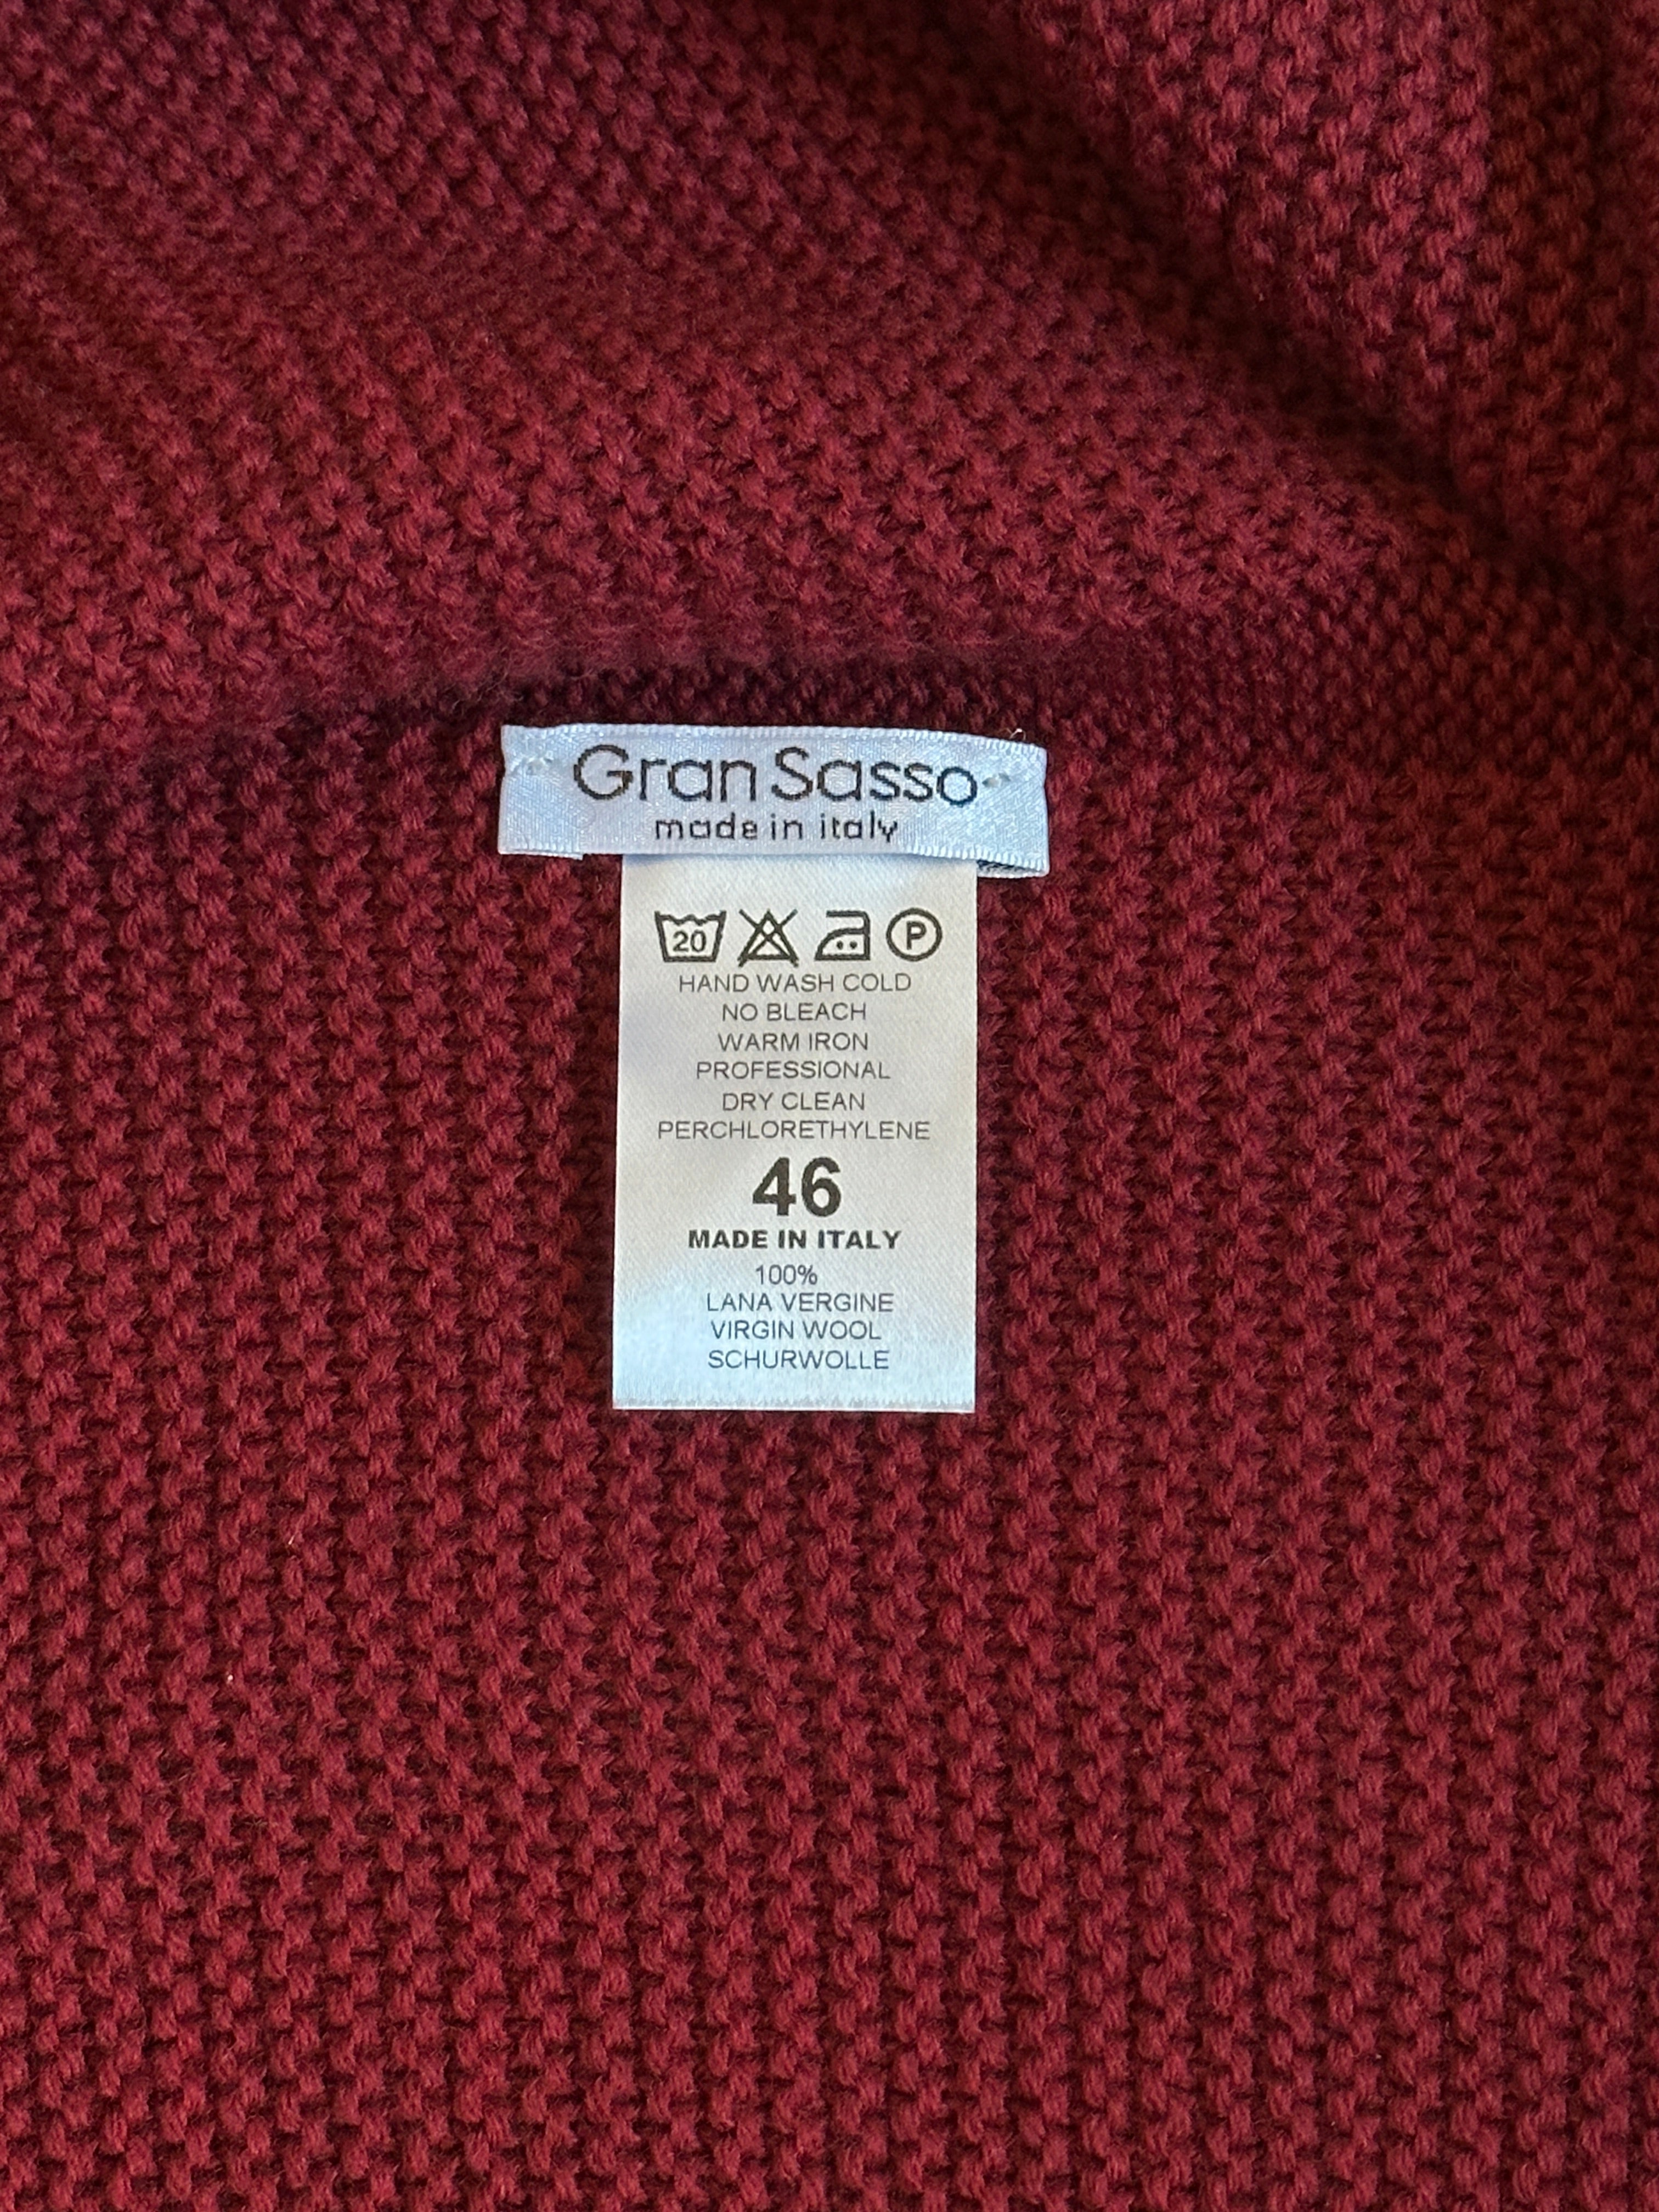 Gran Sasso
made in italy
20 P
HAND WASH COLD
NO BLEACH
WARM IRON
PROFESSIONAL
DRY CLEAN
PERCHLORETHYLENE
46
MADE IN ITALY
100%
LANA VERGINE
VIRGIN WOOL
SCHURWOLLE